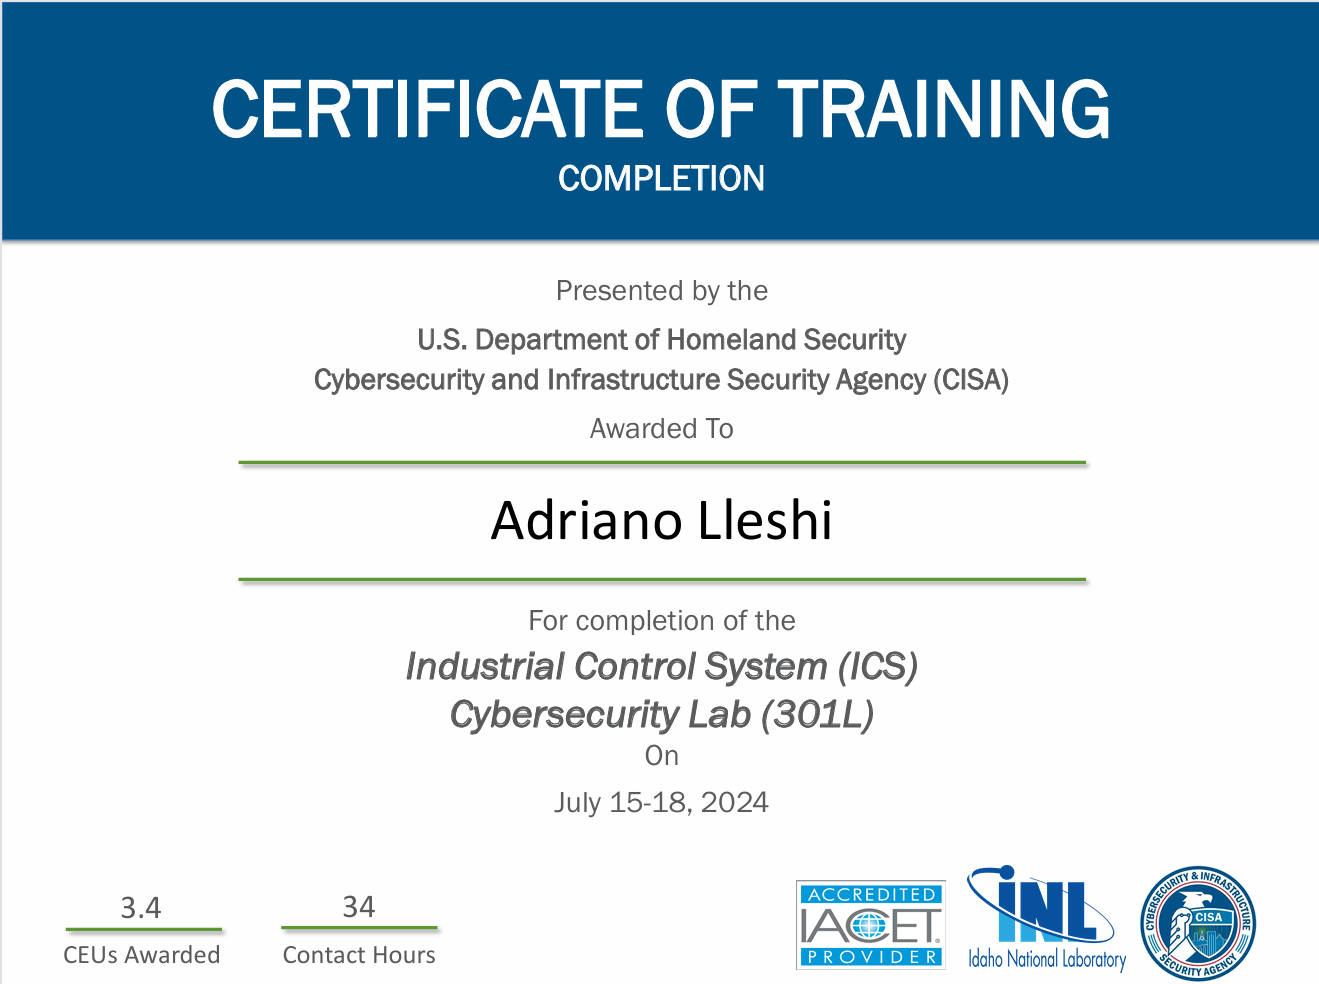 CERTIFICATE OF TRAINING
COMPLETION
Presented by the
U.S. Department of Homeland Security
Cybersecurity and Infrastructure Security Agency (CISA)
Awarded To
Adriano Lleshi
For completion of the
Industrial Control System (ICS)
Cybersecurity Lab (301L)
On
July 15-18, 2024
3.4
CEUs Awarded
34
Contact Hours
ACCREDITED
IACET®
PROVIDER
INL
Idaho National Laboratory
CYBERSECURITY & INFRASTRUCTURE
CISA
SECURITY AGENCY